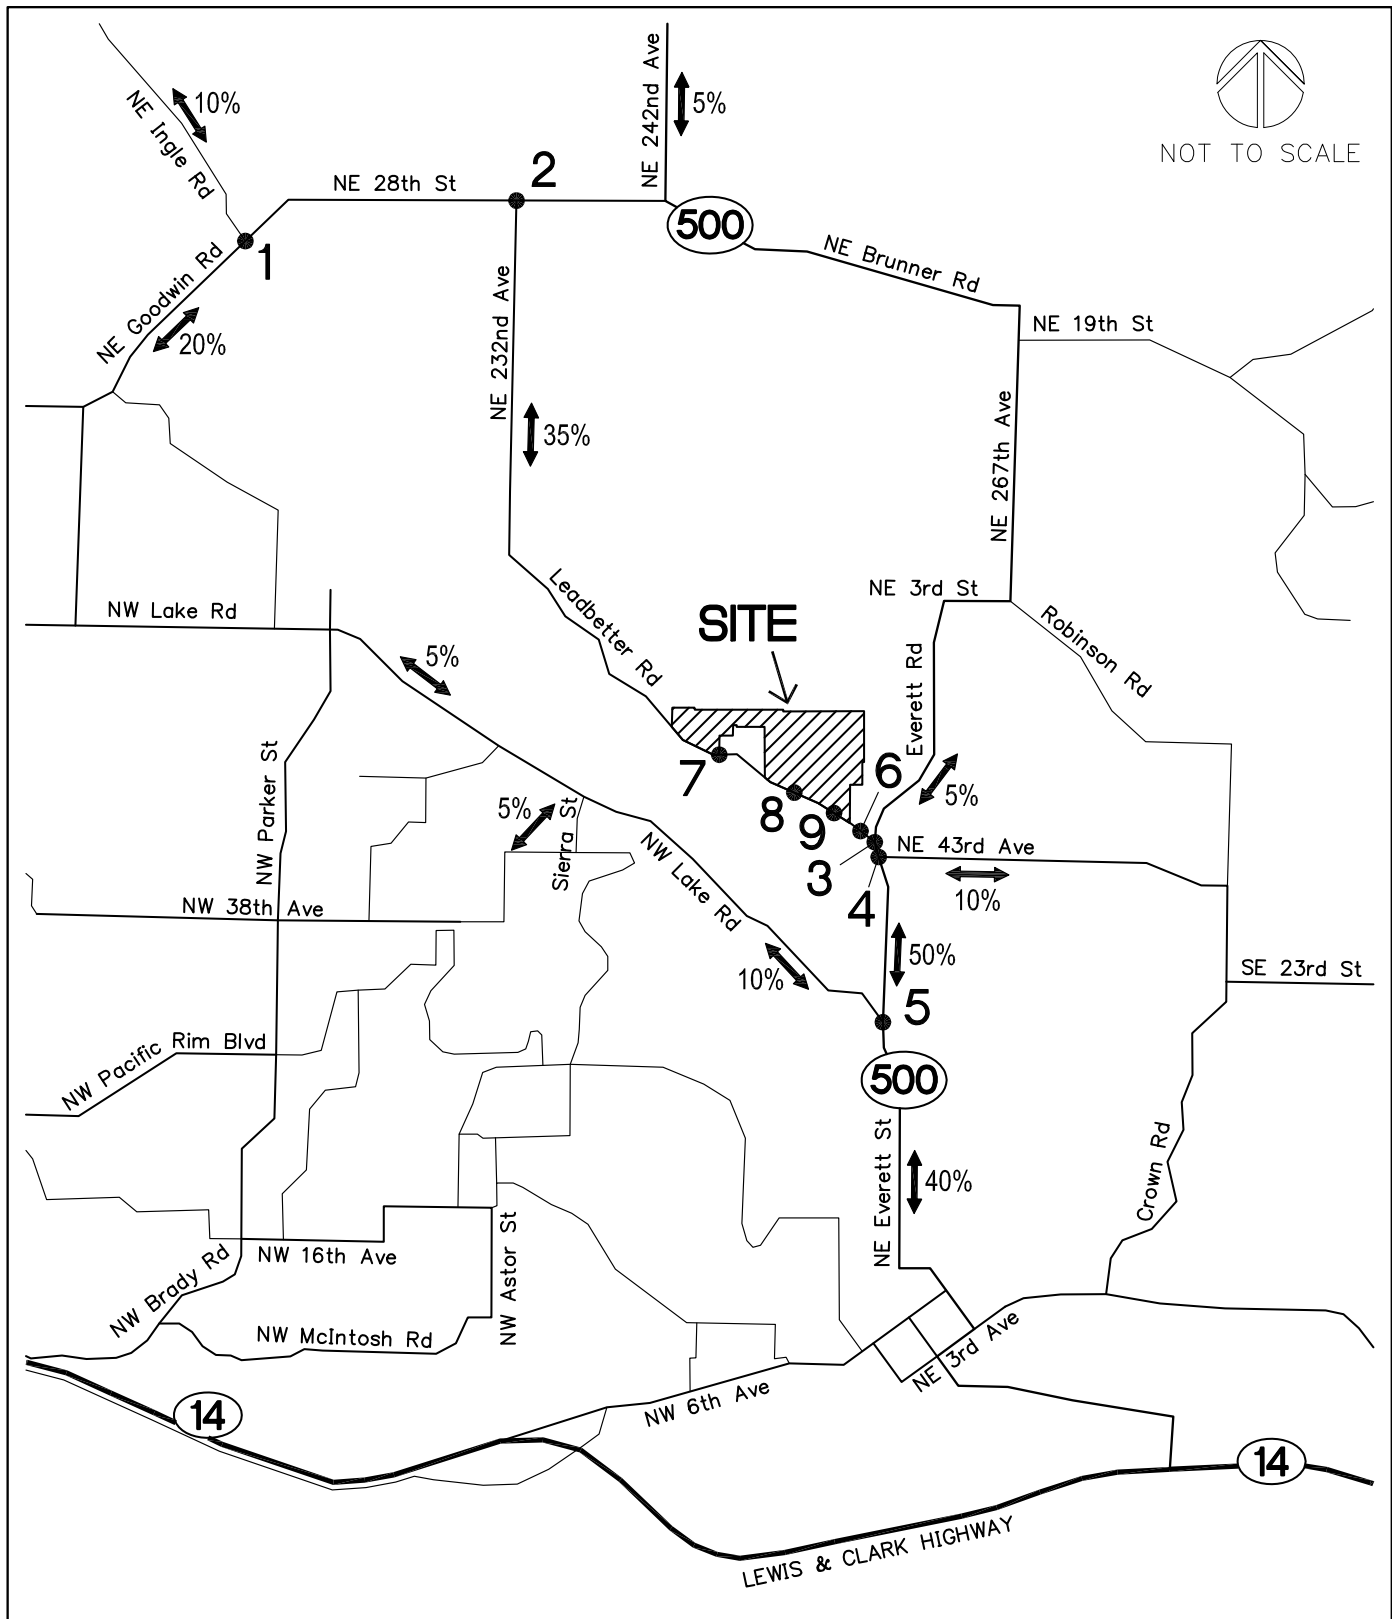 NE 242nd Ave
5%
10%
NE Ingle Rd
NOT TO SCALE
2
NE 28th St
500
1
NE Goodwin Rd
20%
NE Brunner Rd
NE 232nd Ave
NE 19th St
35%
NE 267th Ave
Leadbetter Rd
NE 3rd St
NW Lake Rd
SITE
Robinson Rd
5%
Everett Rd
NW Parker St
7
6
8
9
5%
5%
Sierra St
NW Lake Rd
3
NE 43rd Ave
4
10%
NW 38th Ave
50%
10%
SE 23rd St
5
NW Pacific Rim Blvd
500
NE Everett St
40%
Crown Rd
NW Astor St
NW 16th Ave
NW Brady Rd
NW McIntosh Rd
NE 3rd Ave
NW 6th Ave
14
14
LEWIS & CLARK HIGHWAY